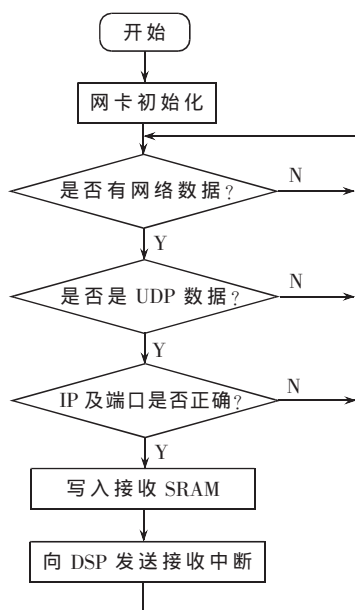 开始
网卡初始化
是否有网络数据?
N
Y
是否是 UDP 数据?
N
Y
IP 及端口是否正确?
N
Y
写入接收 SRAM
向 DSP 发送接收中断